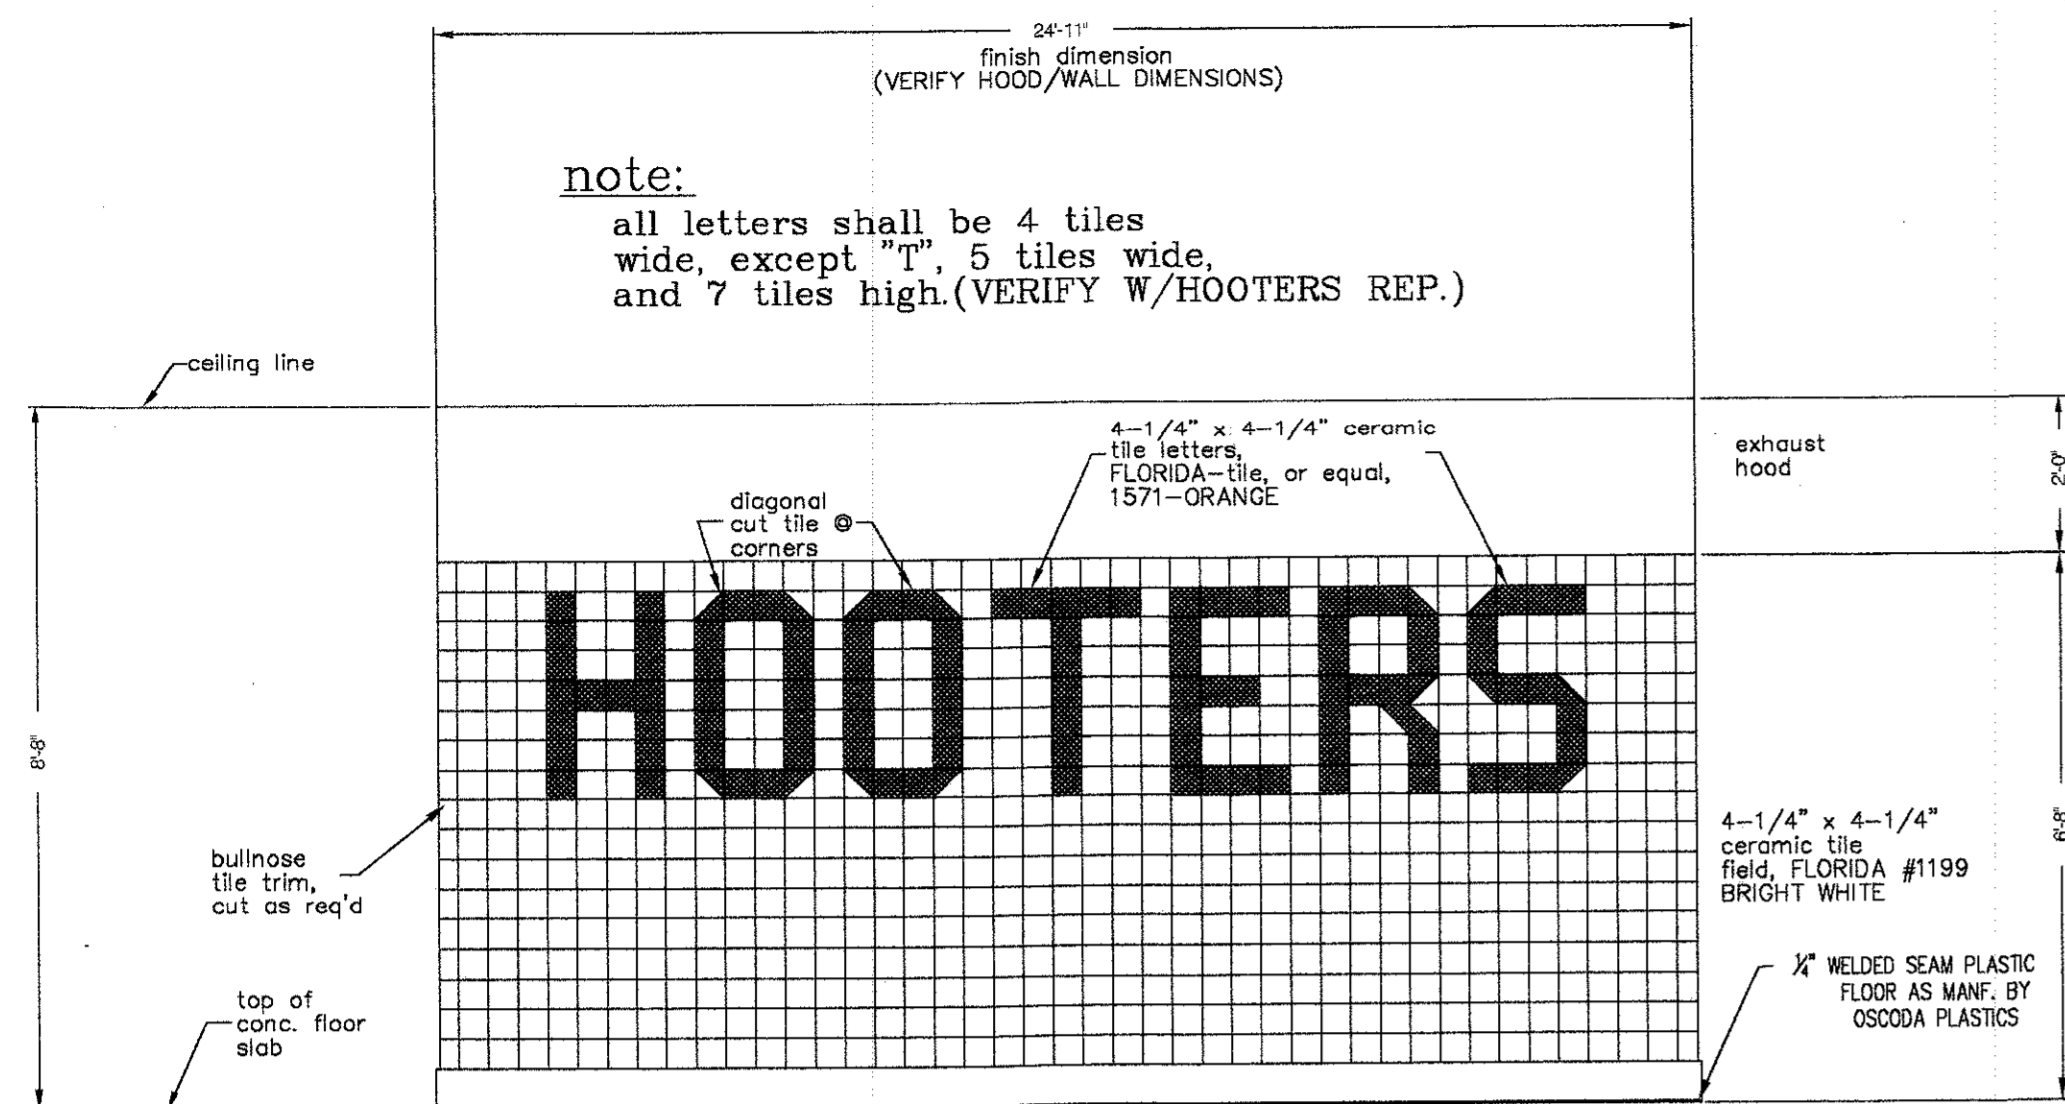 24'-11"
finish dimension
(VERIFY HOOD/WALL DIMENSIONS)
note:
all letters shall be 4 tiles
wide, except "T", 5 tiles wide,
and 7 tiles high.(VERIFY W/HOOTERS REP.)
ceiling line
4-1/4" x 4-1/4" ceramic
tile letters,
FLORIDA-tile, or equal,
1571-ORANGE
exhaust
hood
2'-0"
diagonal
cut tile @
corners
HOOTERS
8'-8"
6'-8"
bullnose
tile trim,
cut as req'd
4-1/4" x 4-1/4"
ceramic tile
field, FLORIDA #1199
BRIGHT WHITE
top of
conc. floor
slab
1/4" WELDED SEAM PLASTIC
FLOOR AS MANF. BY
OSCODA PLASTICS